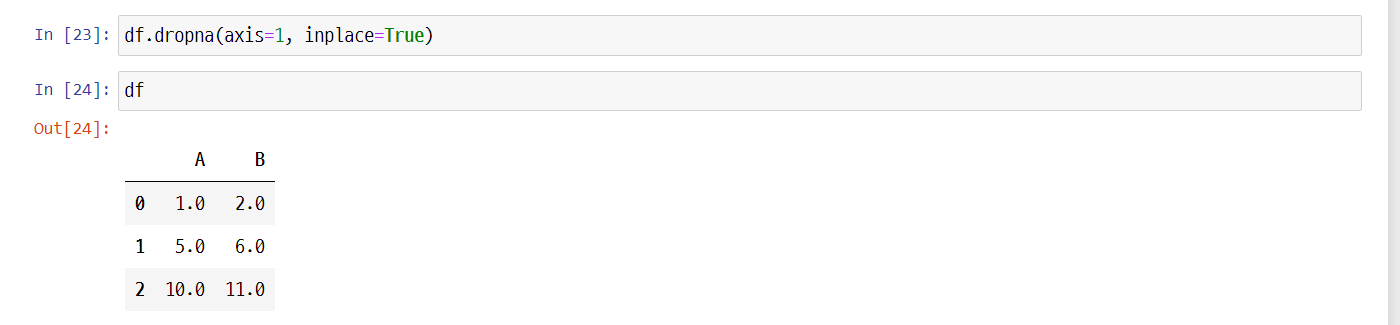 In [23]: df.dropna(axis=1, inplace=True)
In [24]: df
Out[24]:
A B
0 1.0 2.0
1 5.0 6.0
2 10.0 11.0